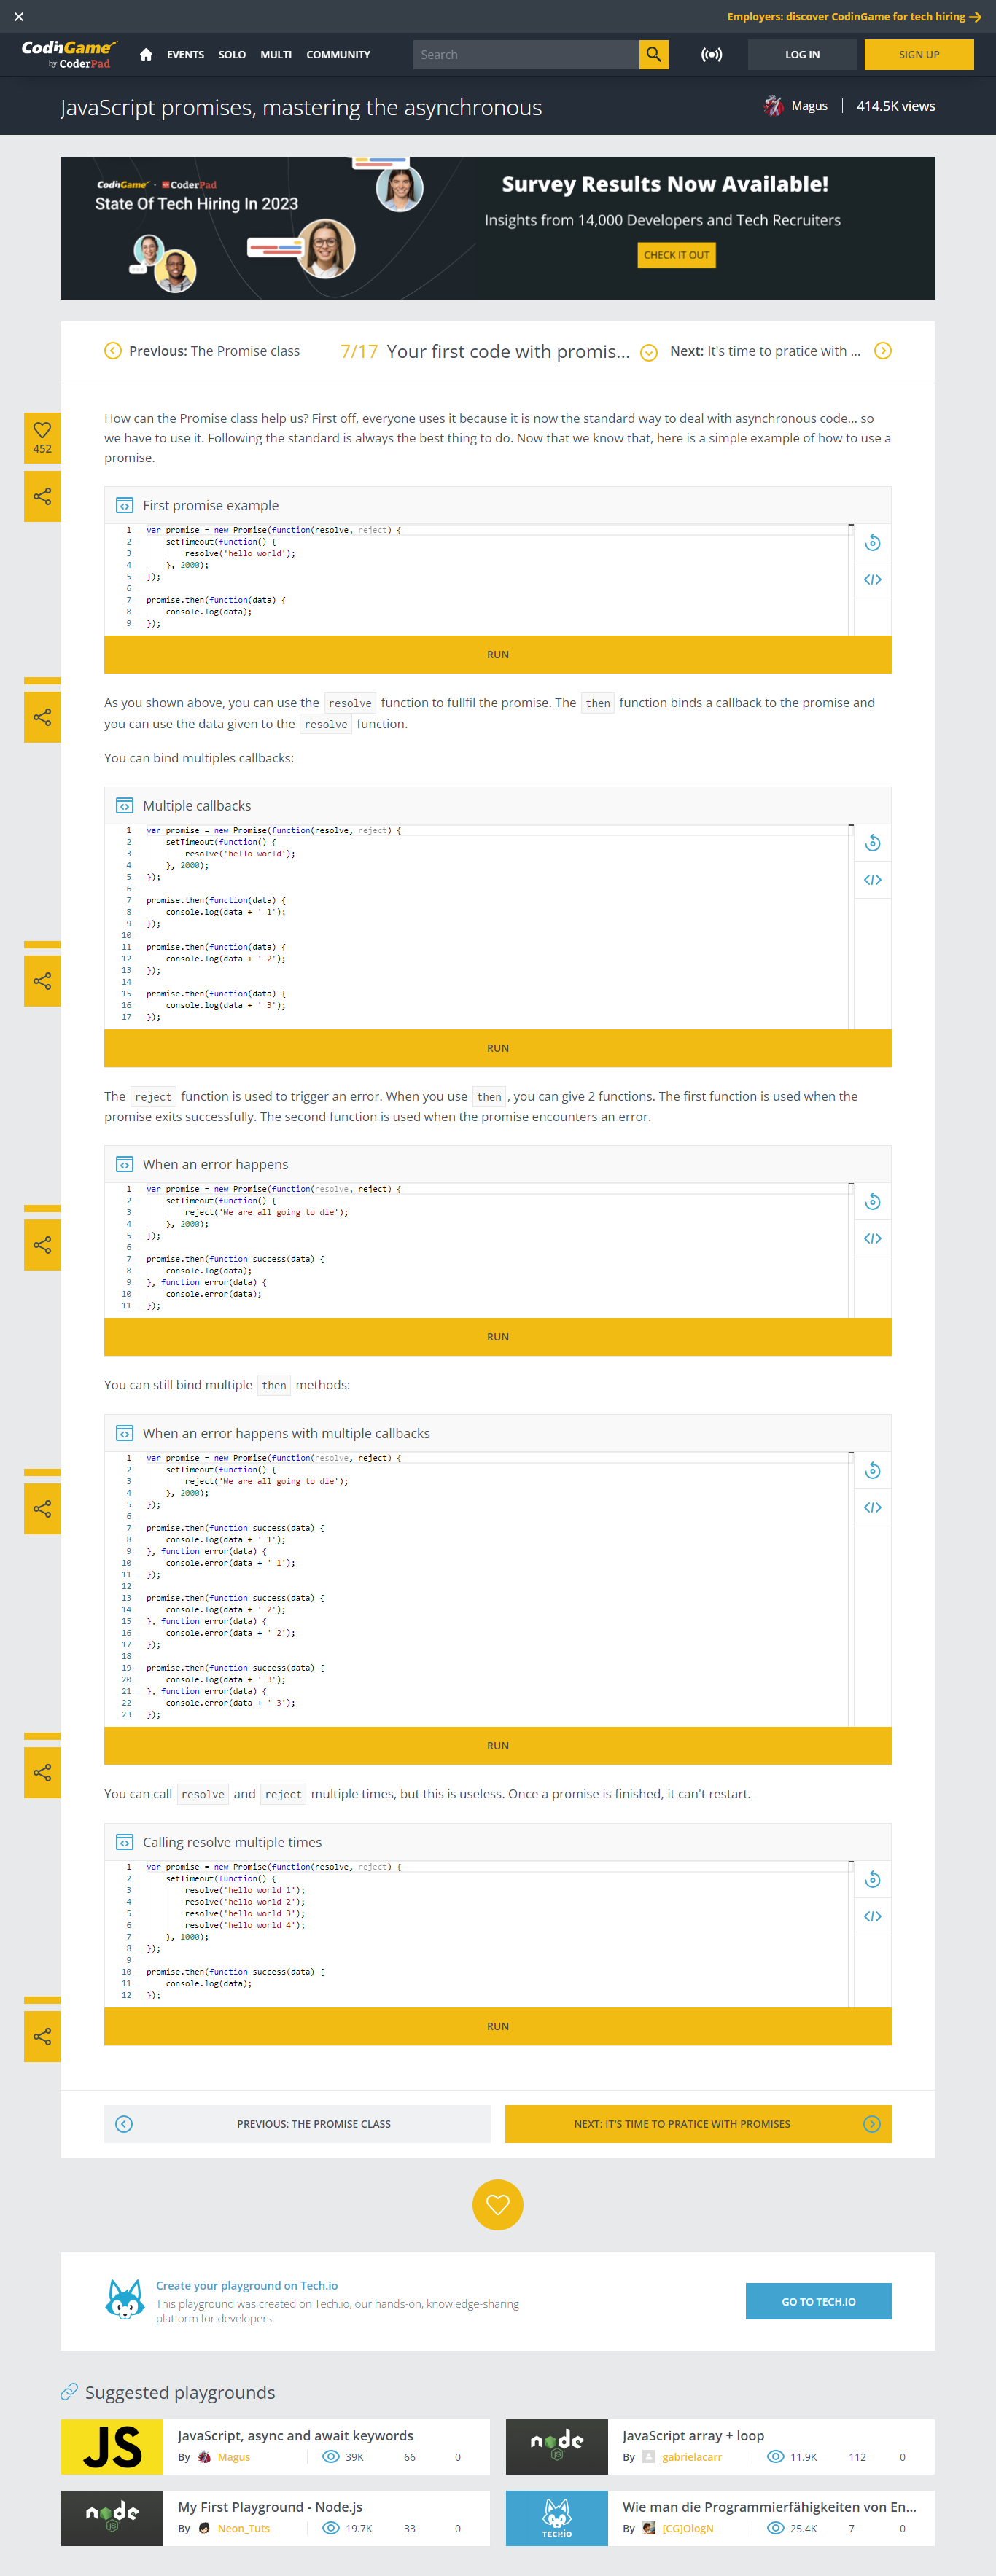 Employers: discover CodinGame for tech hiring
CodinGame
by CoderPad
EVENTS SOLO MULTI COMMUNITY
Search
LOG IN
SIGN UP
JavaScript promises, mastering the asynchronous
Magus
414.5K views
CodinGame · CoderPad
State Of Tech Hiring In 2023
Survey Results Now Available!
Insights from 14,000 Developers and Tech Recruiters
CHECK IT OUT
Previous: The Promise class
7/17 Your first code with promis...
Next: It's time to pratice with ...
452
How can the Promise class help us? First off, everyone uses it because it is now the standard way to deal with asynchronous code... so
we have to use it. Following the standard is always the best thing to do. Now that we know that, here is a simple example of how to use a
promise.
First promise example
1 var promise = new Promise(function(resolve, reject) {
2 setTimeout(function() {
3 resolve('hello world');
4 }, 2000);
5 });
6
7 promise.then(function(data) {
8 console.log(data);
9 });
RUN
As you shown above, you can use the resolve function to fullfil the promise. The then function binds a callback to the promise and
you can use the data given to the resolve function.
You can bind multiples callbacks:
Multiple callbacks
1 var promise = new Promise(function(resolve, reject) {
2 setTimeout(function() {
3 resolve('hello world');
4 }, 2000);
5 });
6
7 promise.then(function(data) {
8 console.log(data + ' 1');
9 });
10
11 promise.then(function(data) {
12 console.log(data + ' 2');
13 });
14
15 promise.then(function(data) {
16 console.log(data + ' 3');
17 });
RUN
The reject function is used to trigger an error. When you use then , you can give 2 functions. The first function is used when the
promise exits successfully. The second function is used when the promise encounters an error.
When an error happens
1 var promise = new Promise(function(resolve, reject) {
2 setTimeout(function() {
3 reject('We are all going to die');
4 }, 2000);
5 });
6
7 promise.then(function success(data) {
8 console.log(data);
9 }, function error(data) {
10 console.error(data);
11 });
RUN
You can still bind multiple then methods:
When an error happens with multiple callbacks
1 var promise = new Promise(function(resolve, reject) {
2 setTimeout(function() {
3 reject('We are all going to die');
4 }, 2000);
5 });
6
7 promise.then(function success(data) {
8 console.log(data + ' 1');
9 }, function error(data) {
10 console.error(data + ' 1');
11 });
12
13 promise.then(function success(data) {
14 console.log(data + ' 2');
15 }, function error(data) {
16 console.error(data + ' 2');
17 });
18
19 promise.then(function success(data) {
20 console.log(data + ' 3');
21 }, function error(data) {
22 console.error(data + ' 3');
23 });
RUN
You can call resolve and reject multiple times, but this is useless. Once a promise is finished, it can't restart.
Calling resolve multiple times
1 var promise = new Promise(function(resolve, reject) {
2 setTimeout(function() {
3 resolve('hello world 1');
4 resolve('hello world 2');
5 resolve('hello world 3');
6 resolve('hello world 4');
7 }, 1000);
8 });
9
10 promise.then(function success(data) {
11 console.log(data);
12 });
RUN
PREVIOUS: THE PROMISE CLASS
NEXT: IT'S TIME TO PRATICE WITH PROMISES
Create your playground on Tech.io
This playground was created on Tech.io, our hands-on, knowledge-sharing
platform for developers.
GO TO TECH.IO
Suggested playgrounds
JS
JavaScript, async and await keywords
By Magus 39K 66 0
node
JS
JavaScript array + loop
By gabrielacarr 11.9K 112 0
node
JS
My First Playground - Node.js
By Neon_Tuts 19.7K 33 0
TECH.IO
Wie man die Programmierfähigkeiten von En...
By [CG]OlogN 25.4K 7 0